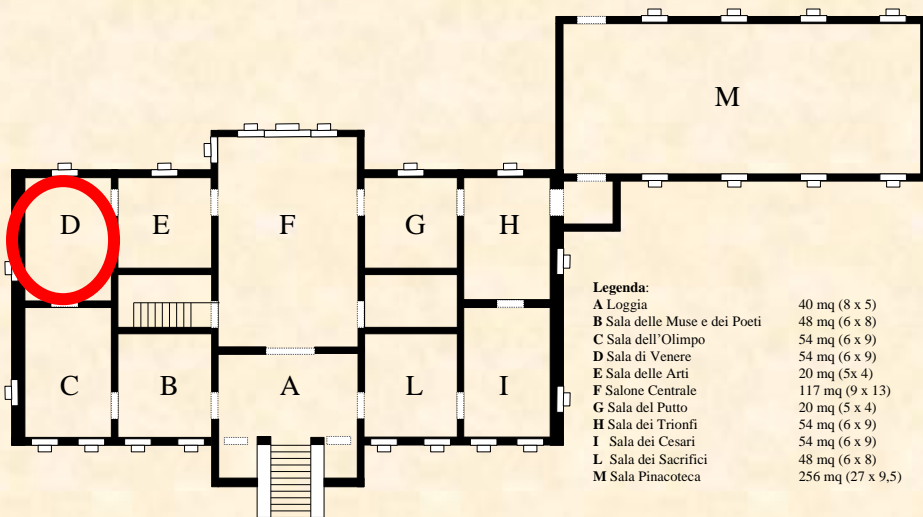 M
D
E
F
G
H
C
B
A
L
I
Legenda:
A Loggia 40 mq (8 x 5)
B Sala delle Muse e dei Poeti 48 mq (6 x 8)
C Sala dell'Olimpo 54 mq (6 x 9)
D Sala di Venere 54 mq (6 x 9)
E Sala delle Arti 20 mq (5x 4)
F Salone Centrale 117 mq (9 x 13)
G Sala del Putto 20 mq (5 x 4)
H Sala dei Trionfi 54 mq (6 x 9)
I Sala dei Cesari 54 mq (6 x 9)
L Sala dei Sacrifici 48 mq (6 x 8)
M Sala Pinacoteca 256 mq (27 x 9,5)